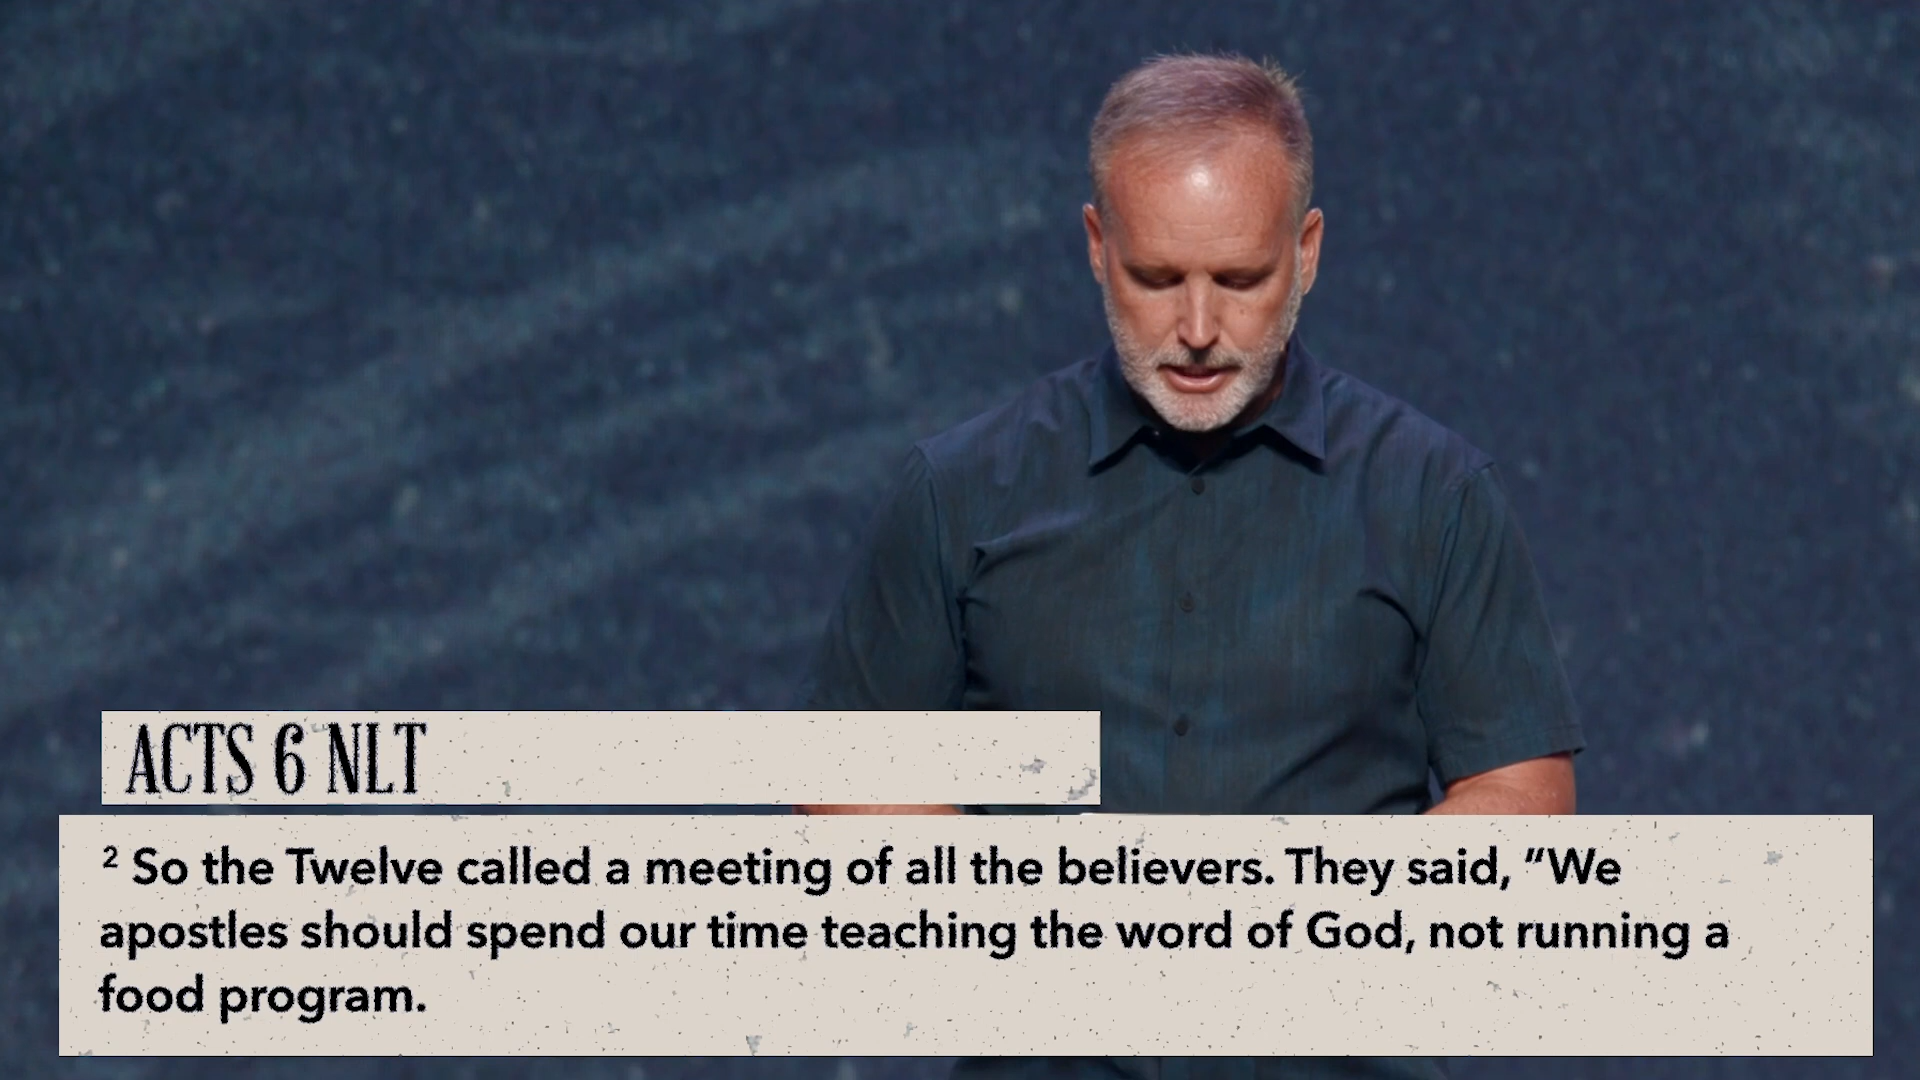 ACTS 6 NLT
² So the Twelve called a meeting of all the believers. They said, “We
apostles should spend our time teaching the word of God, not running a
food program.